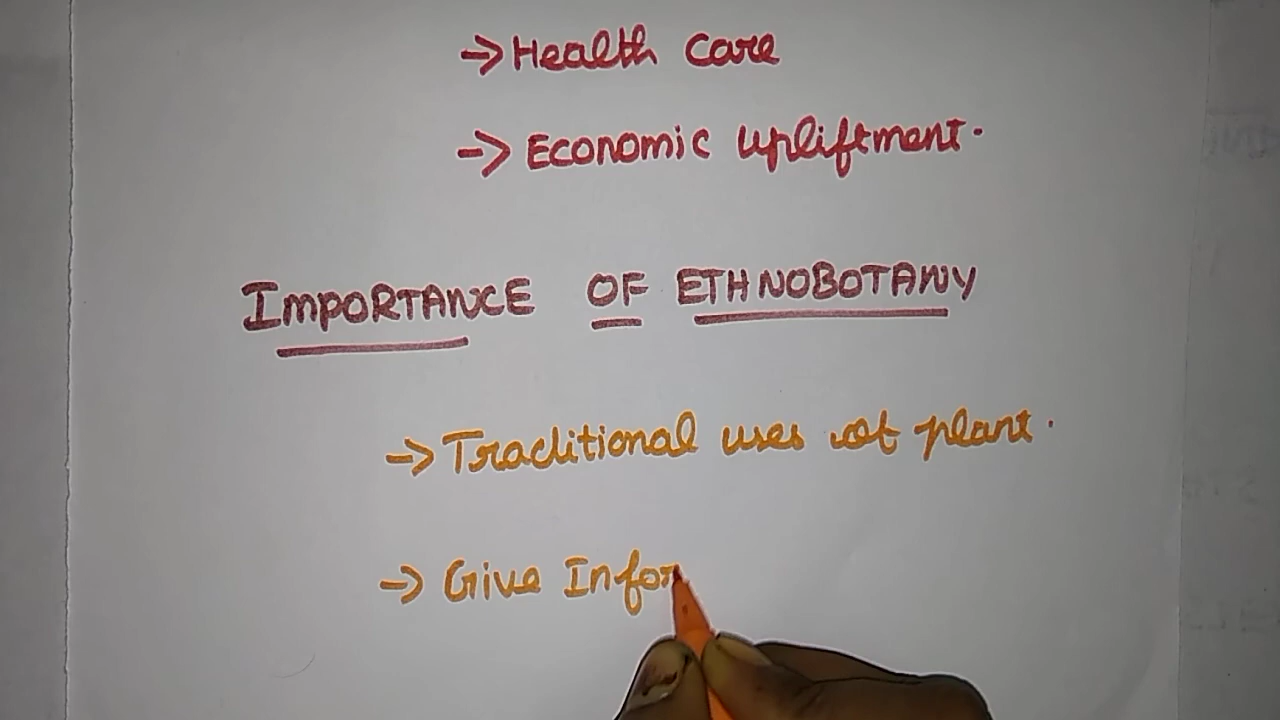 -> Health Care
-> Economic upliftment.
IMPORTANCE OF ETHNOBOTANY
-> Traditional uses of plant.
-> Give Infor